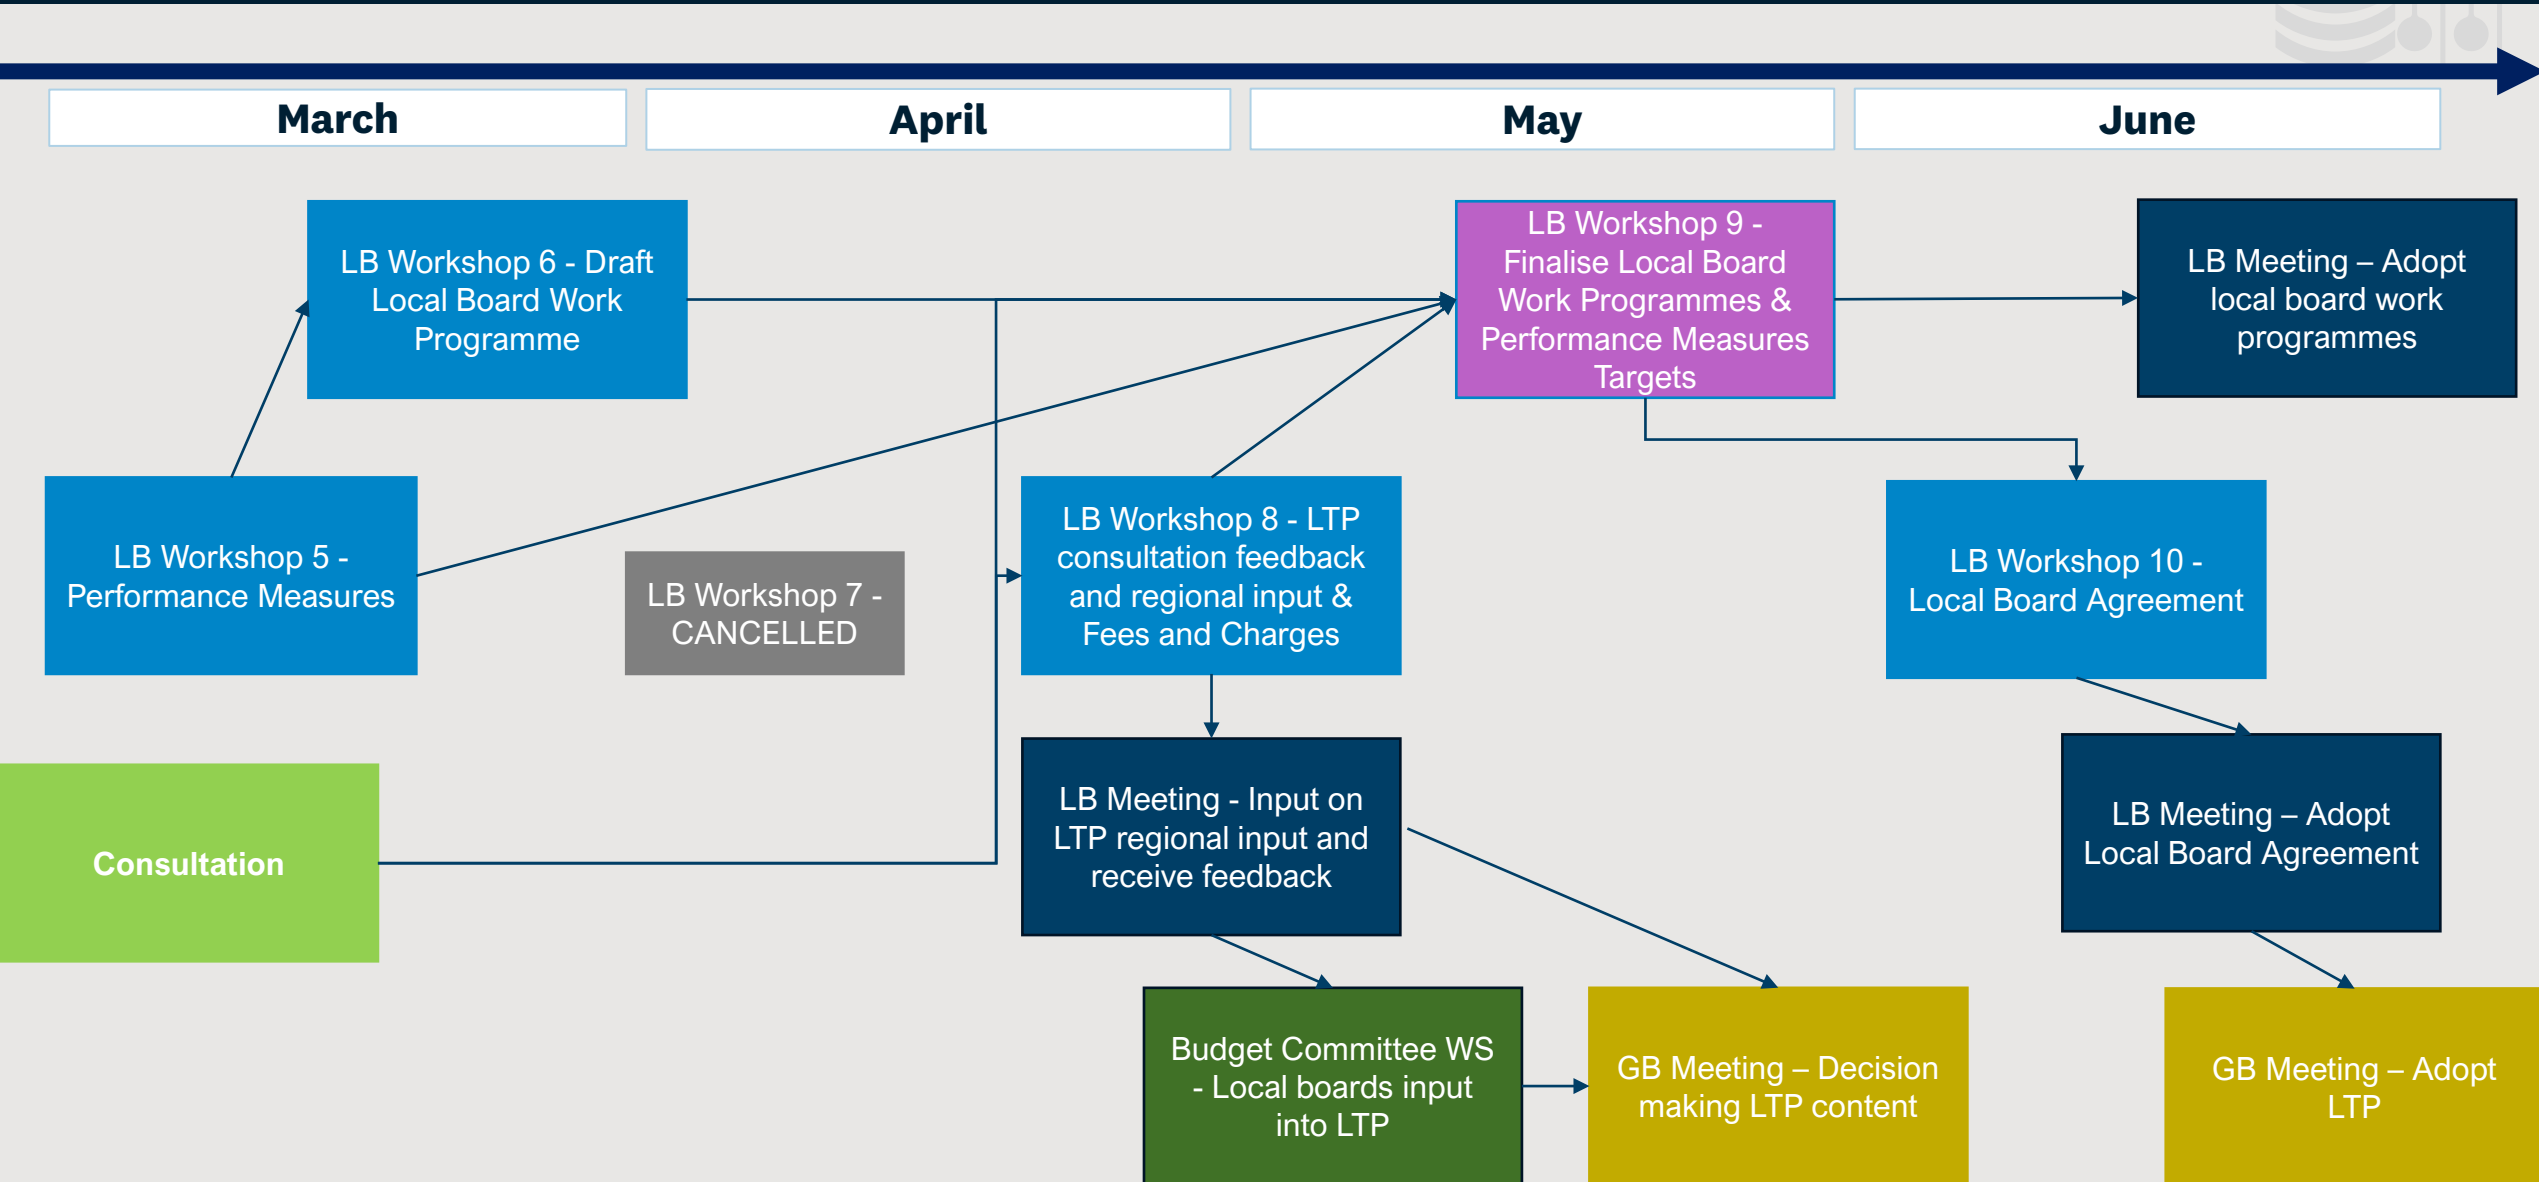 March
April
May
June
LB Workshop 6 - Draft
Local Board Work
Programme
LB Workshop 9 -
Finalise Local Board
Work Programmes &
Performance Measures
Targets
LB Meeting – Adopt
local board work
programmes
LB Workshop 5 -
Performance Measures
LB Workshop 7 -
CANCELLED
LB Workshop 8 - LTP
consultation feedback
and regional input &
Fees and Charges
LB Workshop 10 -
Local Board Agreement
Consultation
LB Meeting - Input on
LTP regional input and
receive feedback
LB Meeting – Adopt
Local Board Agreement
Budget Committee WS
- Local boards input
into LTP
GB Meeting – Decision
making LTP content
GB Meeting – Adopt
LTP